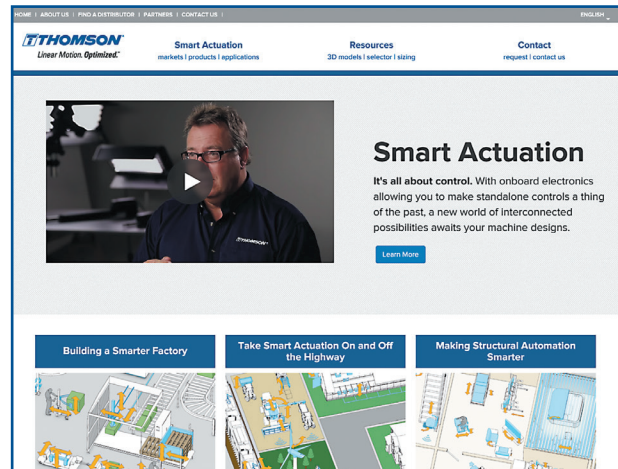 HOME | ABOUT US | FIND A DISTRIBUTOR | PARTNERS | CONTACT US |
ENGLISH
THOMSON
Linear Motion. Optimized.™
Smart Actuation
markets | products | applications
Resources
3D models | selector | sizing
Contact
request | contact us
THOMSON
Smart Actuation
It's all about control. With onboard electronics
allowing you to make standalone controls a thing
of the past, a new world of interconnected
possibilities awaits your machine designs.
Learn More
Building a Smarter Factory
Take Smart Actuation On and Off
the Highway
Making Structural Automation
Smarter